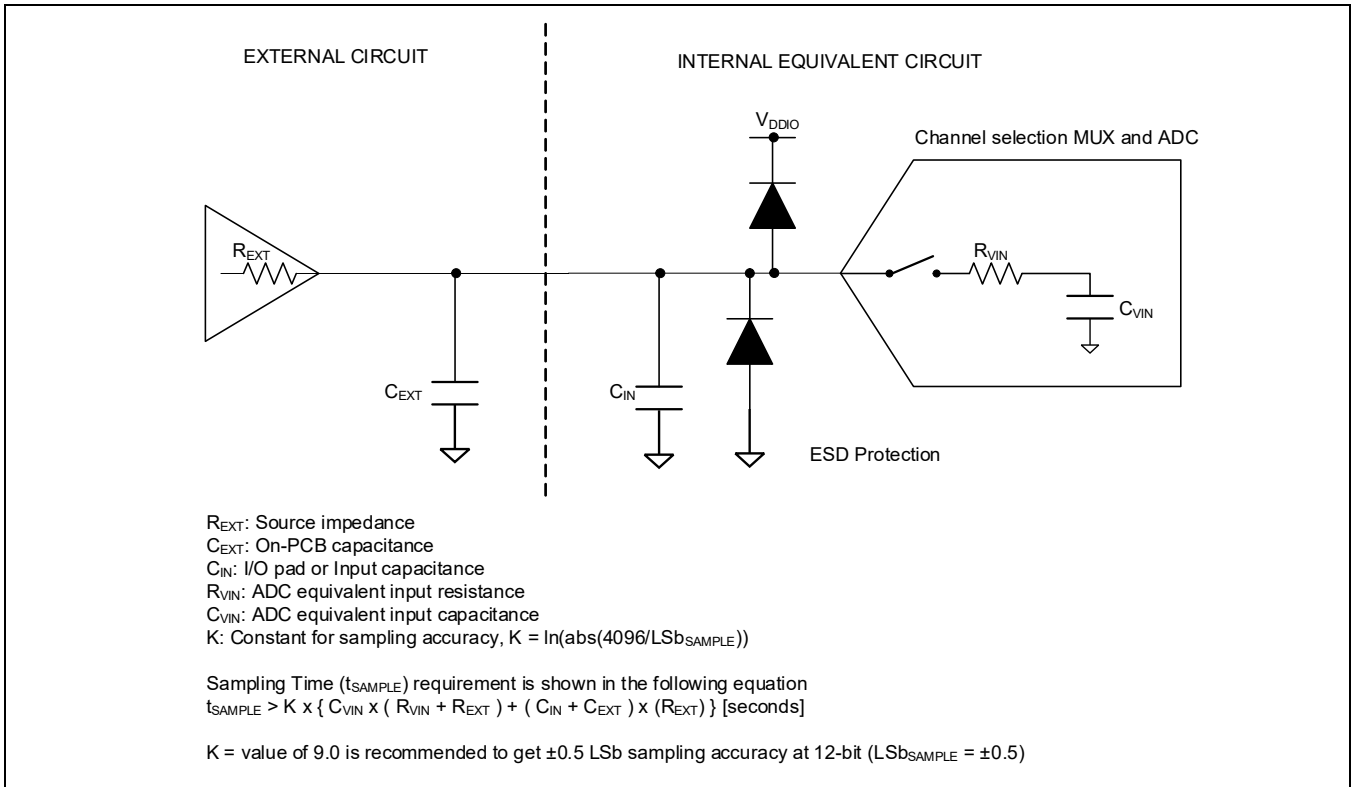 EXTERNAL CIRCUIT
INTERNAL EQUIVALENT CIRCUIT
VDDIO
Channel selection MUX and ADC
REXT
RVIN
CVIN
CEXT
CIN
ESD Protection
REXT: Source impedance
CEXT: On-PCB capacitance
CIN: I/O pad or Input capacitance
RVIN: ADC equivalent input resistance
CVIN: ADC equivalent input capacitance
K: Constant for sampling accuracy, K = ln(abs(4096/LSbSAMPLE))
Sampling Time (tSAMPLE) requirement is shown in the following equation
tSAMPLE > K x { CVIN x ( RVIN + REXT ) + ( CIN + CEXT ) x (REXT) } [seconds]
K = value of 9.0 is recommended to get ±0.5 LSb sampling accuracy at 12-bit (LSbSAMPLE = ±0.5)